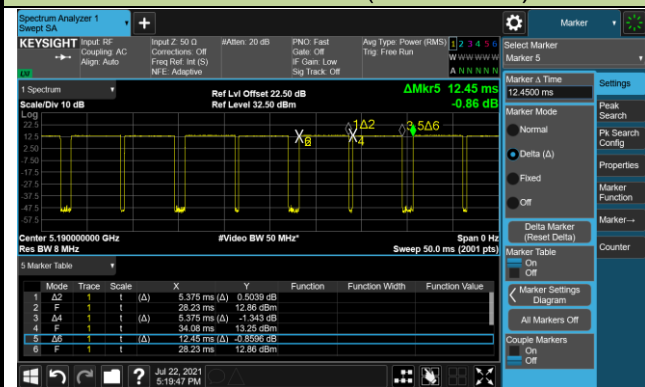 Spectrum Analyzer 1
Swept SA
Marker
KEYSIGHT
Input: RF
Coupling: AC
Align: Auto
Input Z: 50 Ω
Corrections: Off
Freq Ref: Int (S)
NFE: Adaptive
#Atten: 20 dB
PNO: Fast
Gate: Off
IF Gain: Low
Sig Track: Off
Avg Type: Power (RMS)
Trig: Free Run
1 2 3 4 5 6
W W W W W W
A N N N N N
Select Marker
Marker 5
LXI
1 Spectrum
Scale/Div 10 dB
Log
Ref Lvl Offset 22.50 dB
Ref Level 32.50 dBm
ΔMkr5 12.45 ms
-0.86 dB
22.5
12.5
2.50
-7.50
-17.5
-27.5
-37.5
-47.5
-57.5
1Δ2
4
5Δ6
Center 5.190000000 GHz
Res BW 8 MHz
#Video BW 50 MHz*
Span 0 Hz
Sweep 50.0 ms (2001 pts)
5 Marker Table
Mode Trace Scale X Y Function Function Width Function Value
1 Δ2 1 t (Δ) 5.375 ms (Δ) 0.5039 dB
2 F 1 t 28.23 ms 12.86 dBm
3 Δ4 1 t (Δ) 5.375 ms (Δ) -1.343 dB
4 F 1 t 34.08 ms 13.25 dBm
5 Δ6 1 t (Δ) 12.45 ms (Δ) -0.8596 dB
6 F 1 t 28.23 ms 12.86 dBm
Marker Δ Time
12.4500 ms
Marker Mode
Normal
Delta (Δ)
Fixed
Off
Delta Marker
(Reset Delta)
Marker Table
On
Off
Marker Settings
Diagram
All Markers Off
Couple Markers
On
Off
Settings
Peak
Search
Pk Search
Config
Properties
Marker
Function
Marker→
Counter
?
Jul 22, 2021
5:19:47 PM